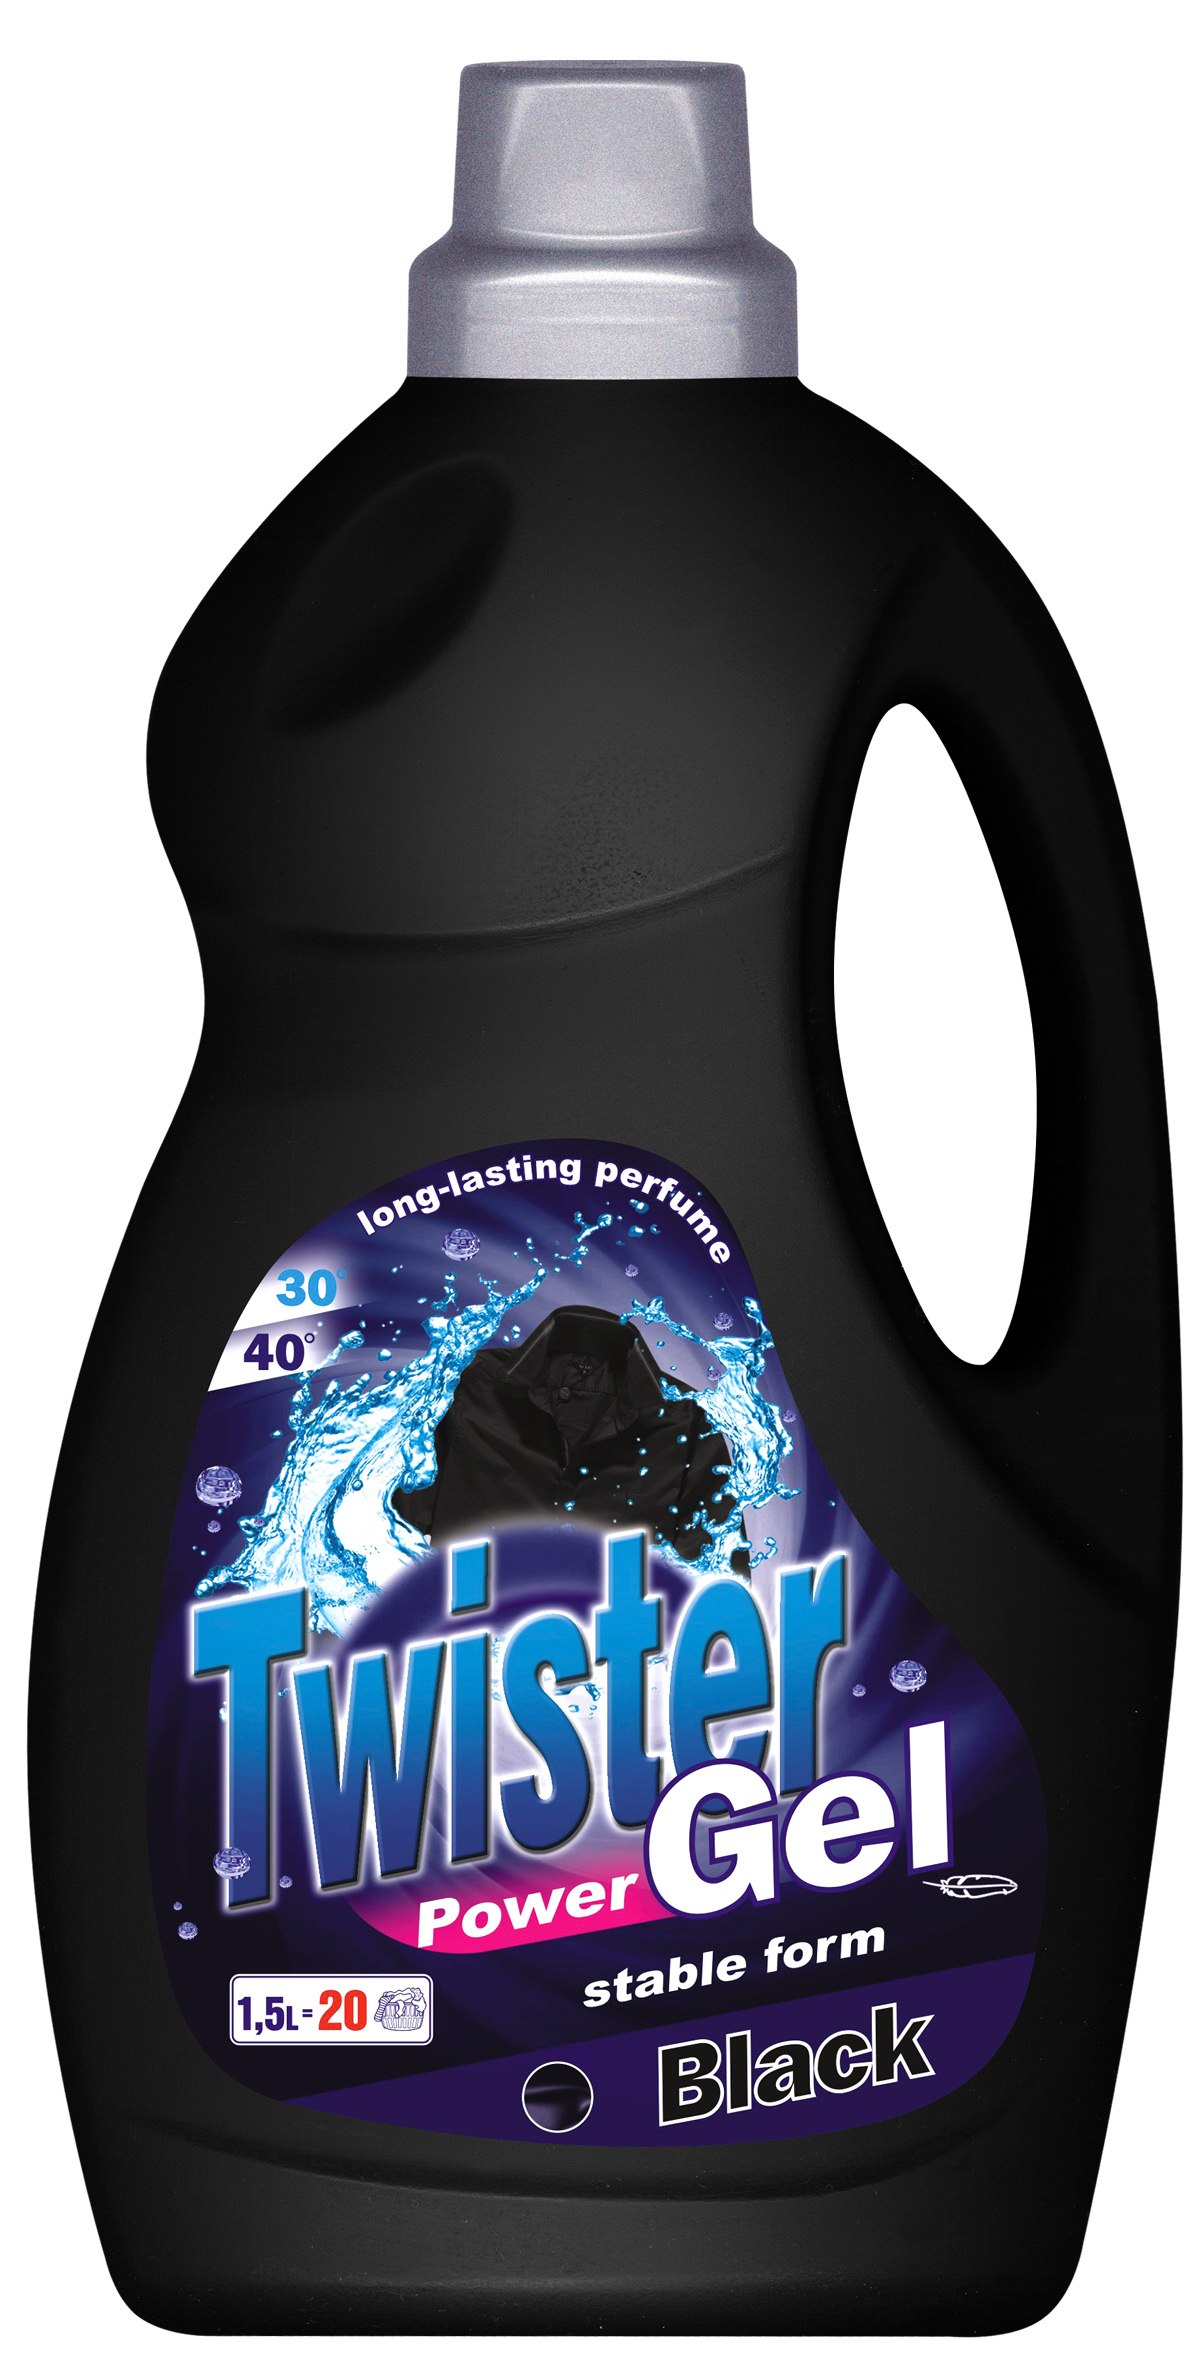 long-lasting perfume
30°
40°
Twister
Gel
Power
stable form
1,5L = 20
Black